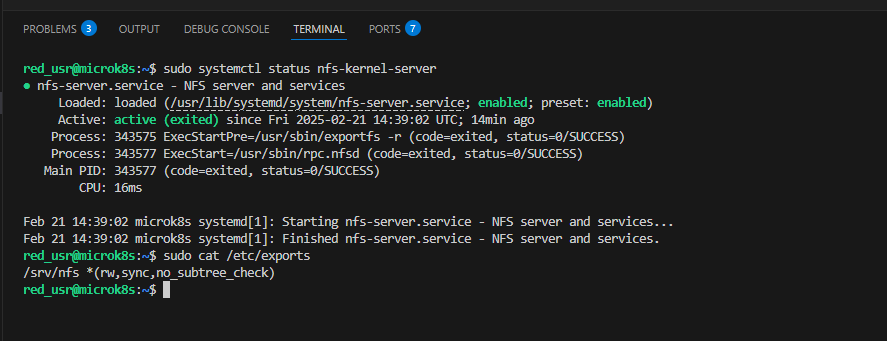 PROBLEMS 3 OUTPUT DEBUG CONSOLE TERMINAL PORTS 7
red_usr@microk8s:~$ sudo systemctl status nfs-kernel-server
● nfs-server.service - NFS server and services
Loaded: loaded (/usr/lib/systemd/system/nfs-server.service; enabled; preset: enabled)
Active: active (exited) since Fri 2025-02-21 14:39:02 UTC; 14min ago
Process: 343575 ExecStartPre=/usr/sbin/exportfs -r (code=exited, status=0/SUCCESS)
Process: 343577 ExecStart=/usr/sbin/rpc.nfsd (code=exited, status=0/SUCCESS)
Main PID: 343577 (code=exited, status=0/SUCCESS)
CPU: 16ms
Feb 21 14:39:02 microk8s systemd[1]: Starting nfs-server.service - NFS server and services...
Feb 21 14:39:02 microk8s systemd[1]: Finished nfs-server.service - NFS server and services.
red_usr@microk8s:~$ sudo cat /etc/exports
/srv/nfs *(rw,sync,no_subtree_check)
red_usr@microk8s:~$